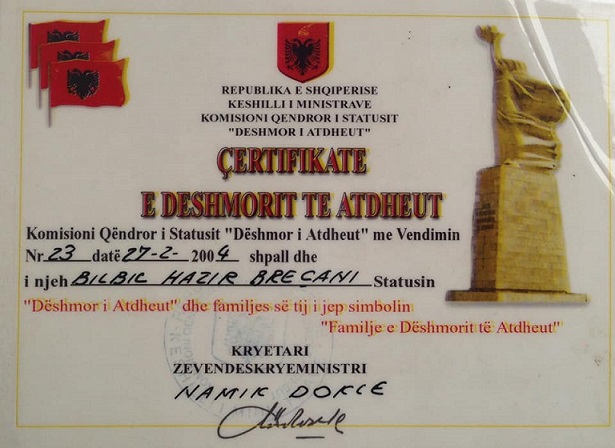 REPUBLIKA E SHQIPERISE
KESHILLI I MINISTRAVE
KOMISIONI QENDROR I STATUSIT
"DESHMOR I ATDHEUT"
ÇERTIFIKATE
E DESHMORIT TE ATDHEUT
Komisioni Qëndror i Statusit "Dëshmor i Atdheut" me Vendimin
Nr 23 datë 27-2- 2004 shpall dhe
i njeh BILBIL HAZIR BREÇANI Statusin
"Dëshmor i Atdheut" dhe familjes së tij i jep simbolin
"Familje e Dëshmorit të Atdheut"
KRYETARI
ZEVENDESKRYEMINISTRI
NAMIK DOKLE